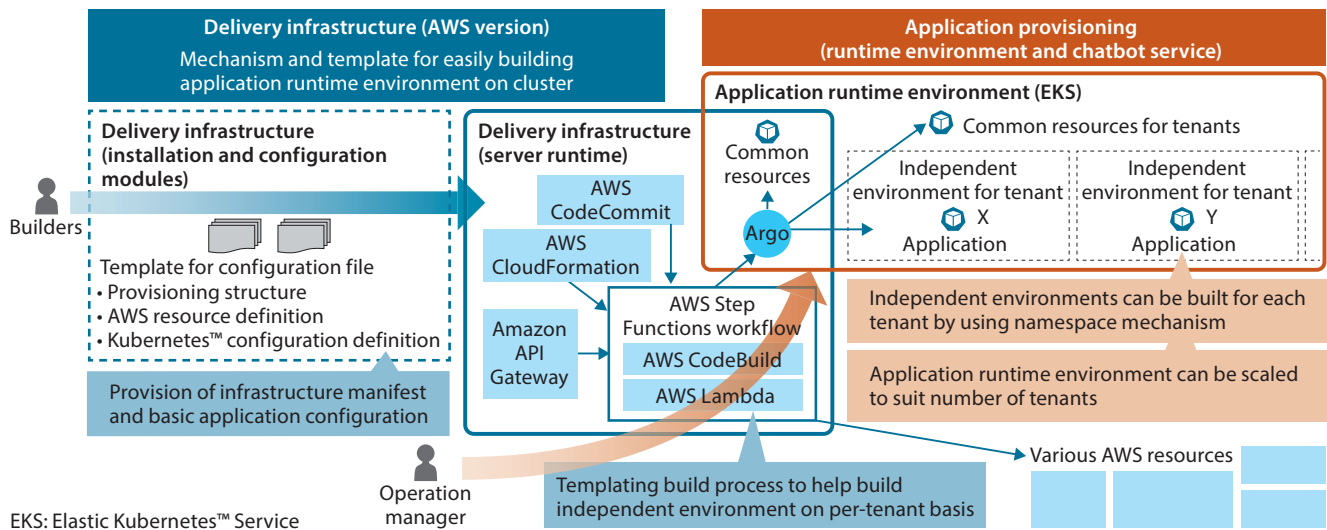 Delivery infrastructure (AWS version)
Mechanism and template for easily building
application runtime environment on cluster
Application provisioning
(runtime environment and chatbot service)
Delivery infrastructure
(installation and configuration
modules)
Builders
Template for configuration file
• Provisioning structure
• AWS resource definition
• Kubernetes™ configuration definition
Provision of infrastructure manifest
and basic application configuration
Delivery infrastructure
(server runtime)
AWS
CodeCommit
AWS
CloudFormation
Amazon
API
Gateway
AWS Step
Functions workflow
AWS CodeBuild
AWS Lambda
Application runtime environment (EKS)
Common
resources
Argo
Common resources for tenants
Independent
environment for tenant
X
Application
Independent
environment for tenant
Y
Application
Independent environments can be built for each
tenant by using namespace mechanism
Application runtime environment can be scaled
to suit number of tenants
Various AWS resources
Templating build process to help build
independent environment on per-tenant basis
Operation
manager
EKS: Elastic Kubernetes™ Service